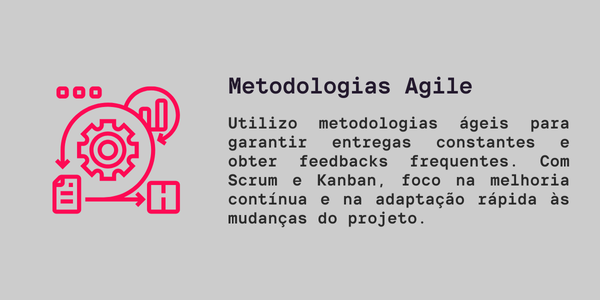 Metodologias Agile
Utilizo metodologias ágeis para
garantir entregas constantes e
obter feedbacks frequentes. Com
Scrum e Kanban, foco na melhoria
contínua e na adaptação rápida às
mudanças do projeto.